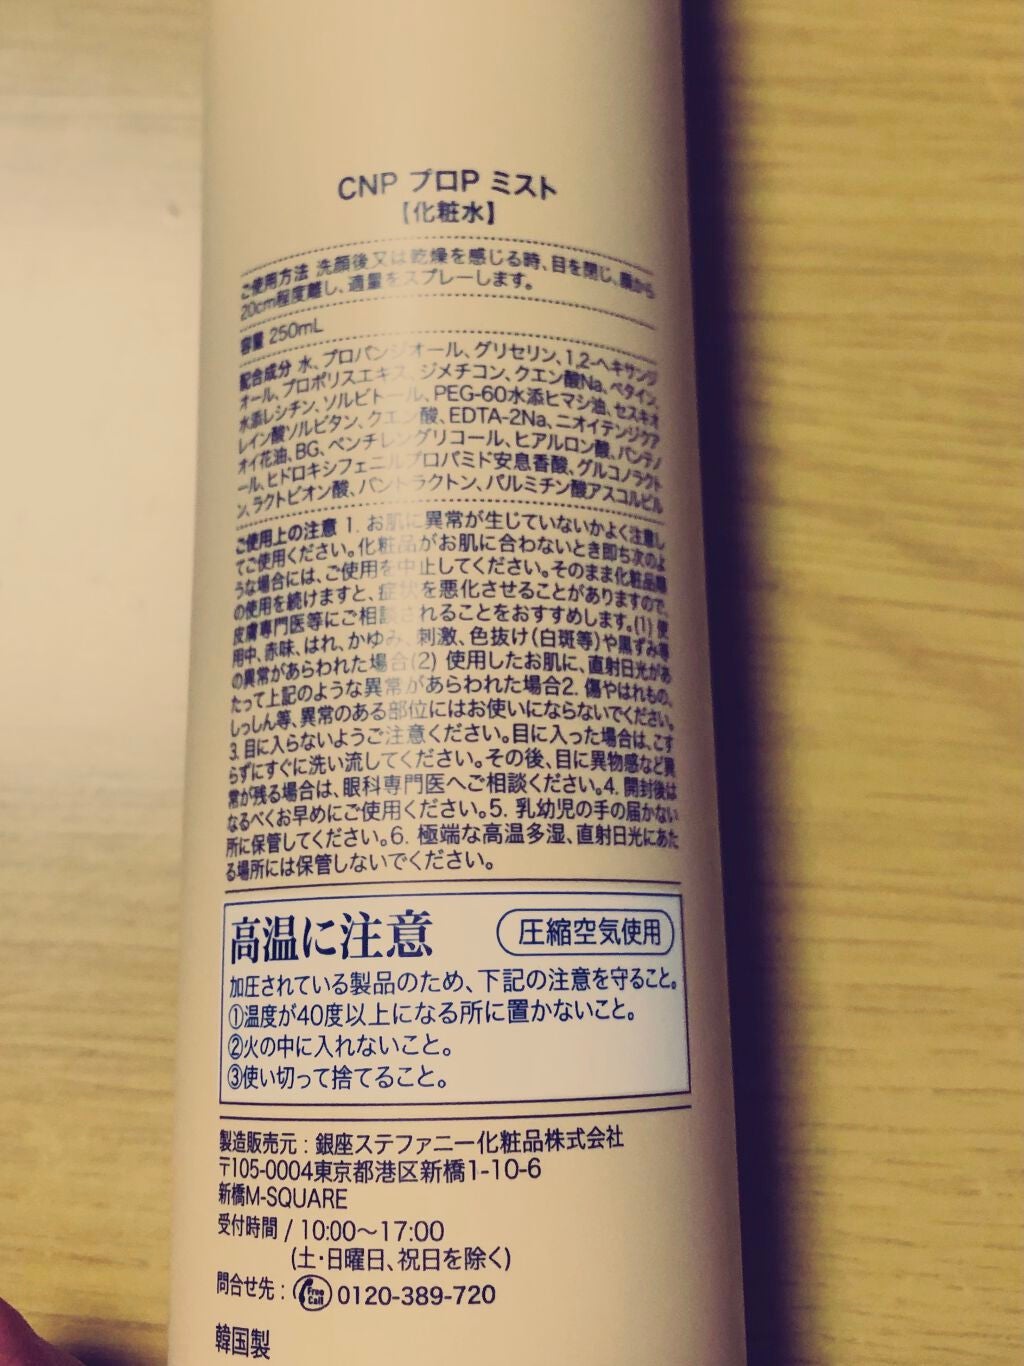 CNP プロP ミスト
【化粧水】
ご使用方法 洗顔後又は乾燥を感じる時、目を閉じ、顔から
20cm程度離し、適量をスプレーします。
容量 250mL
配合成分 水、プロパンジオール、グリセリン、1,2-ヘキサンジ
オール、プロポリスエキス、ジメチコン、クエン酸Na、ベタイン、
水添レシチン、ソルビトール、PEG-60水添ヒマシ油、セスキオ
レイン酸ソルビタン、クエン酸、EDTA-2Na、ニオイテンジクア
オイ花油、BG、ペンチレングリコール、ヒアルロン酸、パンテノ
ール、ヒドロキシフェニルプロパミド安息香酸、グルコノラクト
ン、ラクトビオン酸、パントラクトン、パルミチン酸アスコルビル
ご使用上の注意 1. お肌に異常が生じていないかよく注意し
てご使用ください。化粧品がお肌に合わないとき即ち次のよ
うな場合には、ご使用を中止してください。そのまま化粧品類
の使用を続けますと、症状を悪化させることがありますので、
皮膚専門医等にご相談されることをおすすめします。(1) 使
用中、赤味、はれ、かゆみ、刺激、色抜け(白斑等)や黒ずみ等
の異常があらわれた場合(2) 使用したお肌に、直射日光があ
たって上記のような異常があらわれた場合2. 傷やはれもの、
しっしん等、異常のある部位にはお使いにならないでください。
3. 目に入らないようご注意ください。目に入った場合は、こす
らずにすぐに洗い流してください。その後、目に異物感など異
常が残る場合は、眼科専門医へご相談ください。4. 開封後は
なるべくお早めにご使用ください。5. 乳幼児の手の届かない
所に保管してください。6. 極端な高温多湿、直射日光にあた
る場所には保管しないでください。
高温に注意 圧縮空気使用
加圧されている製品のため、下記の注意を守ること。
①温度が40度以上になる所に置かないこと。
②火の中に入れないこと。
③使い切って捨てること。
製造販売元：銀座ステファニー化粧品株式会社
〒105-0004東京都港区新橋1-10-6
新橋M-SQUARE
受付時間 / 10:00〜17:00
(土・日曜日、祝日を除く)
問合せ先： Free Call 0120-389-720
韓国製